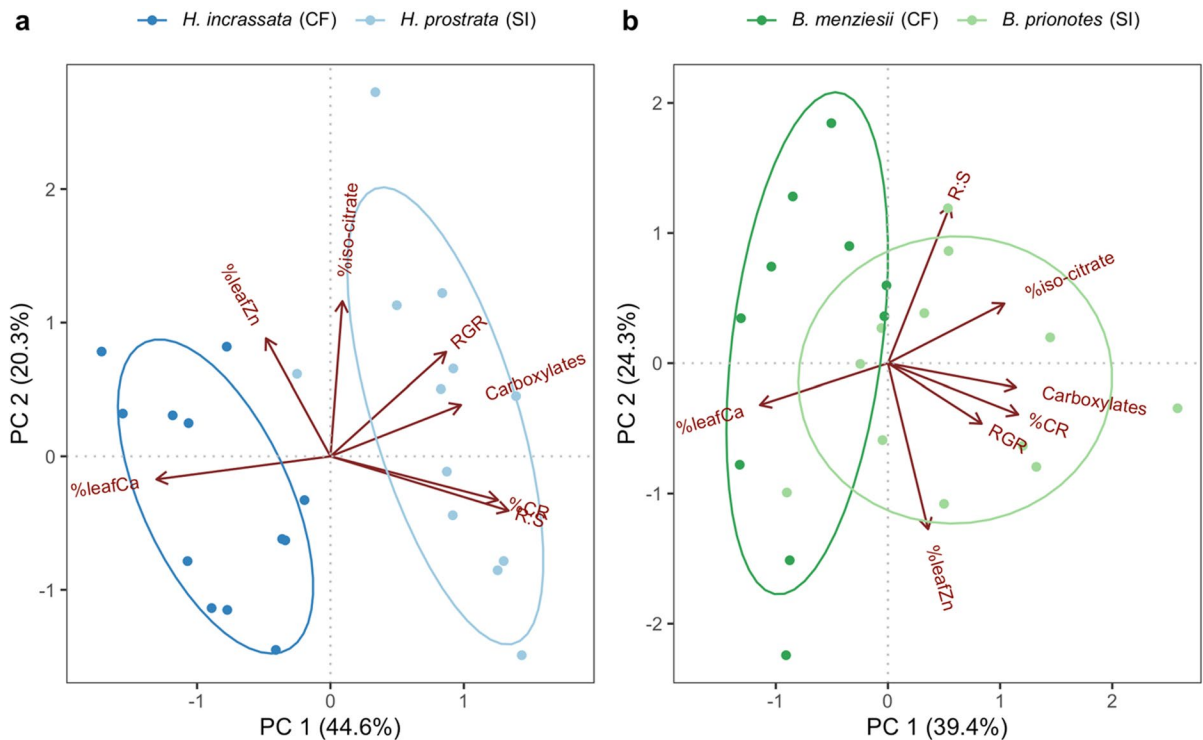 a
H. incrassata (CF) H. prostrata (SI)
%iso-citrate
%leafZn
RGR
Carboxylates
%leafCa
%CR
R:S
2
1
0
-1
PC 2 (20.3%)
-1 0 1
PC 1 (44.6%)
b
B. menziesii (CF) B. prionotes (SI)
R:S
%iso-citrate
Carboxylates
%leafCa
%CR
RGR
%leafZn
2
1
0
-1
-2
PC 2 (24.3%)
-1 0 1 2
PC 1 (39.4%)